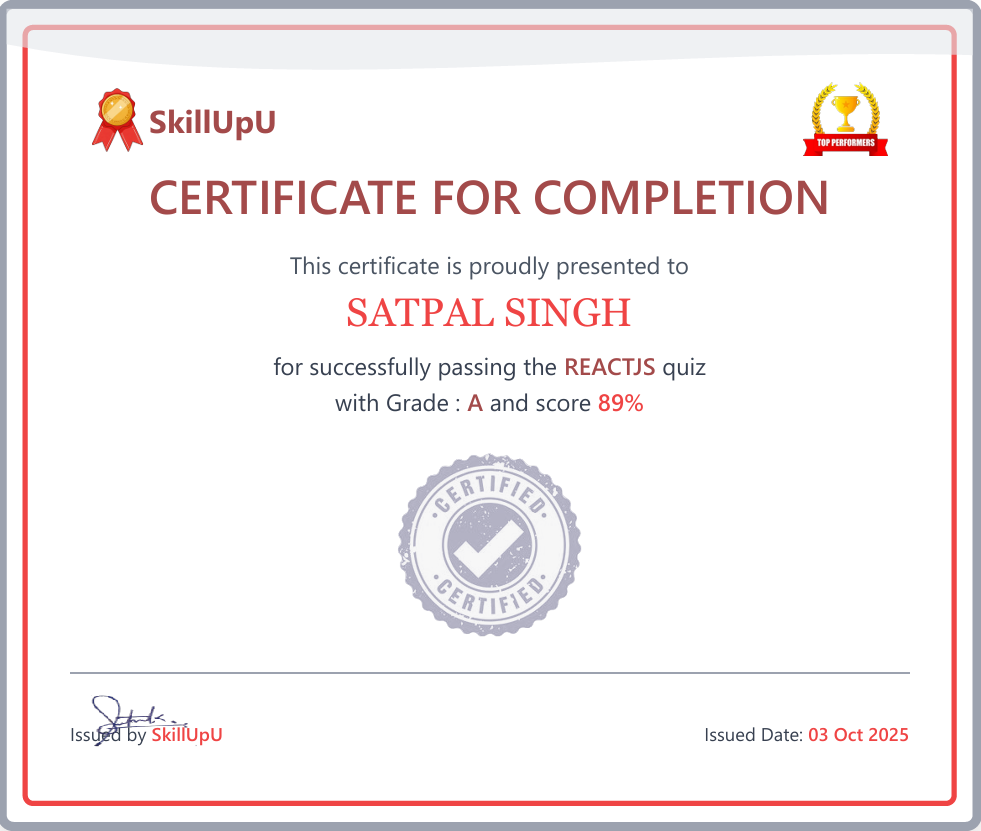 SkillUpU
TOP PERFORMERS
CERTIFICATE FOR COMPLETION
This certificate is proudly presented to
SATPAL SINGH
for successfully passing the REACTJS quiz
with Grade : A and score 89%
CERTIFIED
CERTIFIED
Issued by SkillUpU
Issued Date: 03 Oct 2025